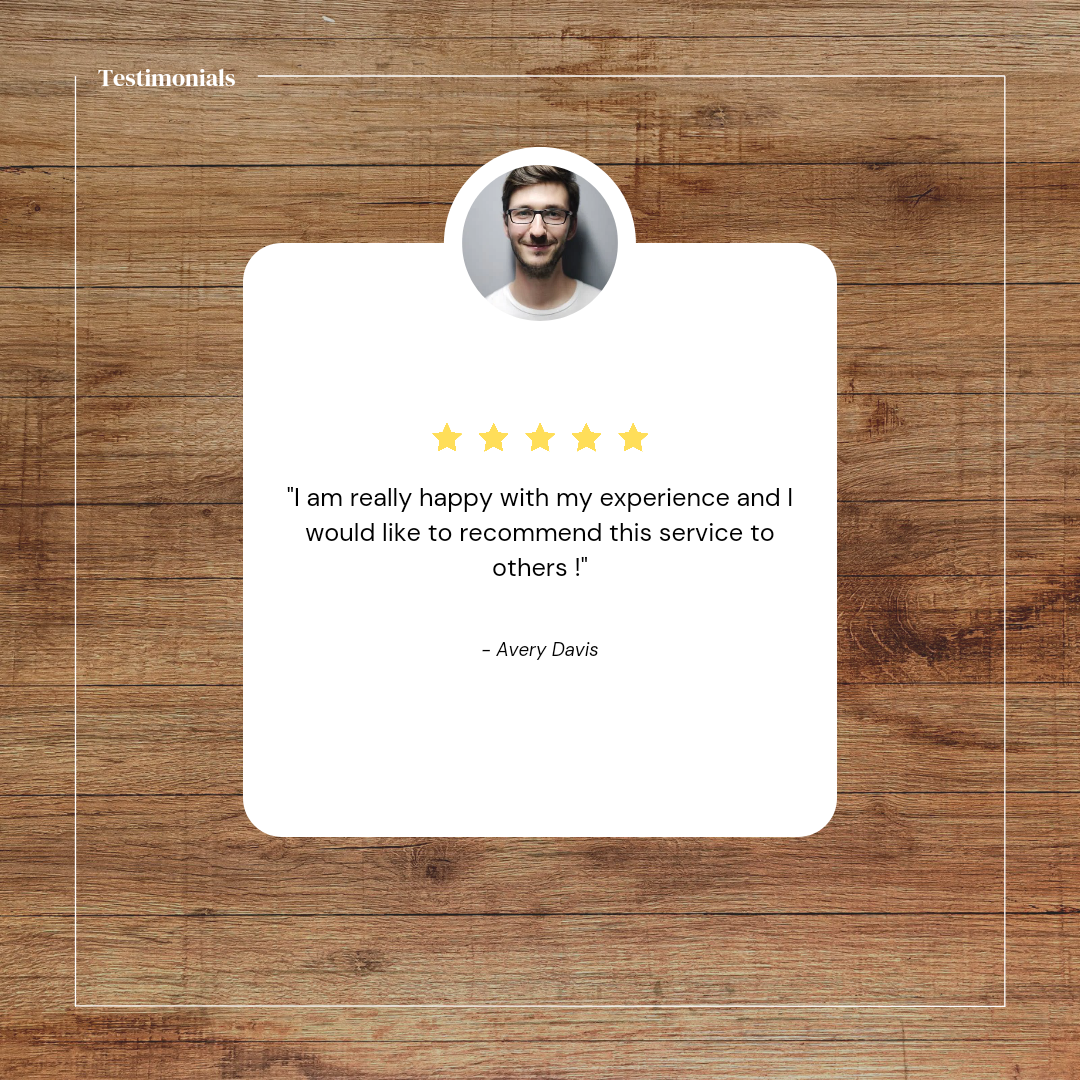 Testimonials
"I am really happy with my experience and I
would like to recommend this service to
others !"
- Avery Davis